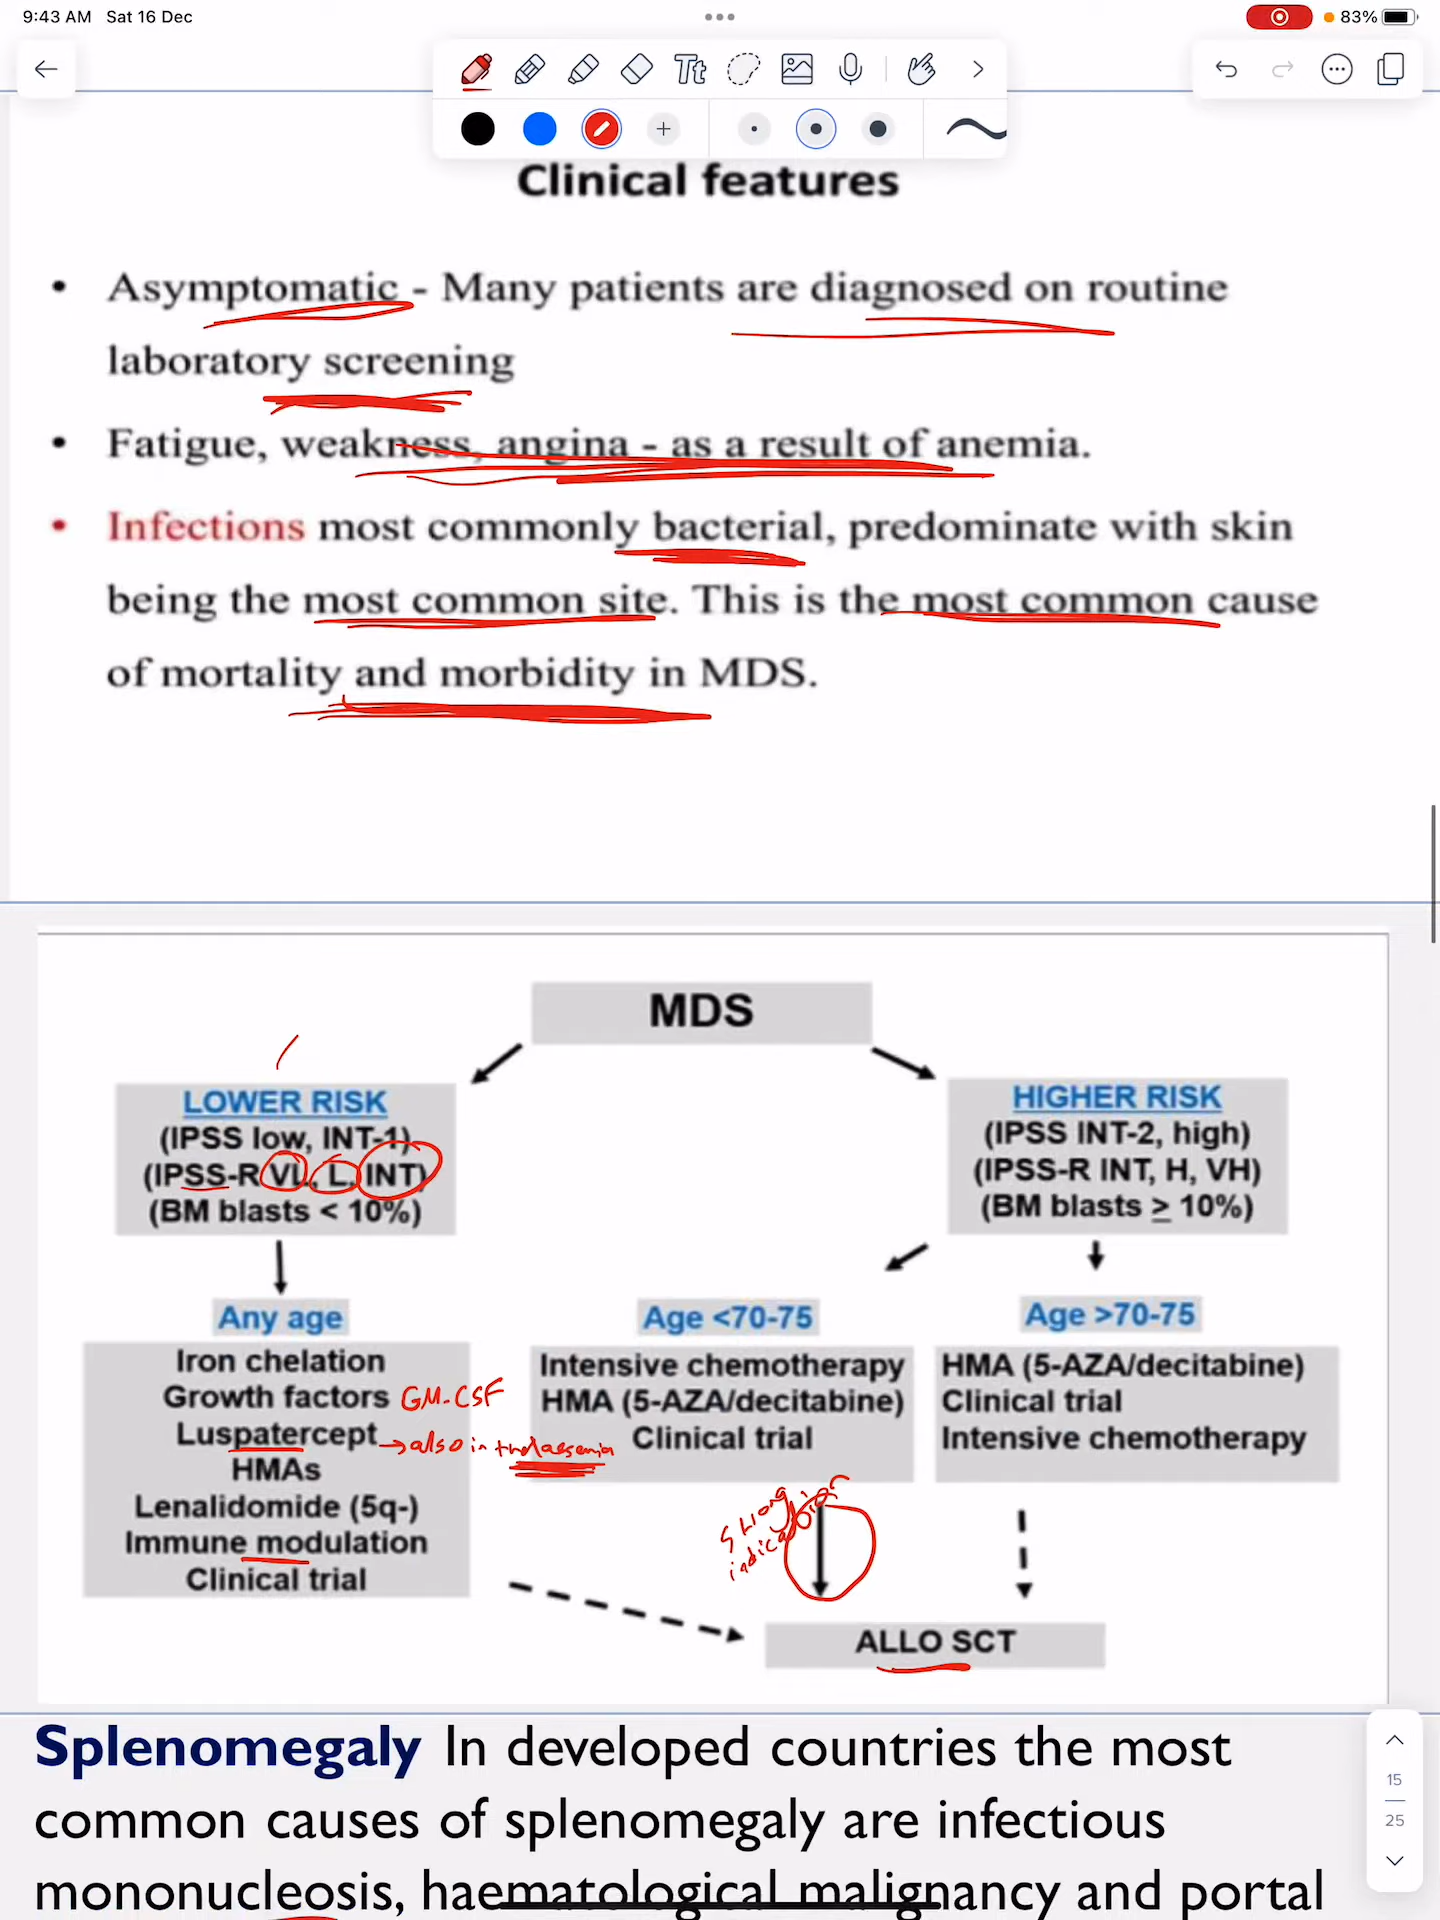 9:43 AM Sat 16 Dec
83%
Tt
Clinical features
• Asymptomatic - Many patients are diagnosed on routine
laboratory screening
• Fatigue, weakness, angina - as a result of anemia.
• Infections most commonly bacterial, predominate with skin
being the most common site. This is the most common cause
of mortality and morbidity in MDS.
MDS
LOWER RISK
(IPSS low, INT-1)
(IPSS-R VL, L, INT)
(BM blasts < 10%)
HIGHER RISK
(IPSS INT-2, high)
(IPSS-R INT, H, VH)
(BM blasts ≥ 10%)
Any age
Iron chelation
Growth factors GM-CSF
Luspatercept → also in thalaesemia
HMAs
Lenalidomide (5q-)
Immune modulation
Clinical trial
Age <70-75
Intensive chemotherapy
HMA (5-AZA/decitabine)
Clinical trial
Age >70-75
HMA (5-AZA/decitabine)
Clinical trial
Intensive chemotherapy
Strong
indication
ALLO SCT
Splenomegaly In developed countries the most
common causes of splenomegaly are infectious
mononucleosis, haematological malignancy and portal
15
25